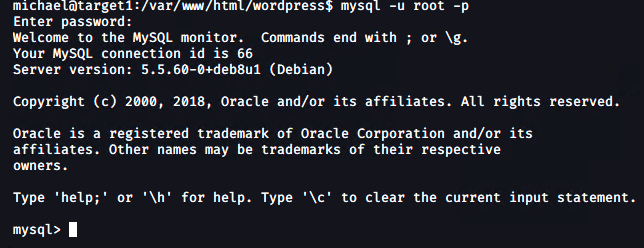 michael@target1:/var/www/html/wordpress$ mysql -u root -p
Enter password:
Welcome to the MySQL monitor.  Commands end with ; or \g.
Your MySQL connection id is 66
Server version: 5.5.60-0+deb8u1 (Debian)

Copyright (c) 2000, 2018, Oracle and/or its affiliates. All rights reserved.

Oracle is a registered trademark of Oracle Corporation and/or its
affiliates. Other names may be trademarks of their respective
owners.

Type 'help;' or '\h' for help. Type '\c' to clear the current input statement.

mysql>